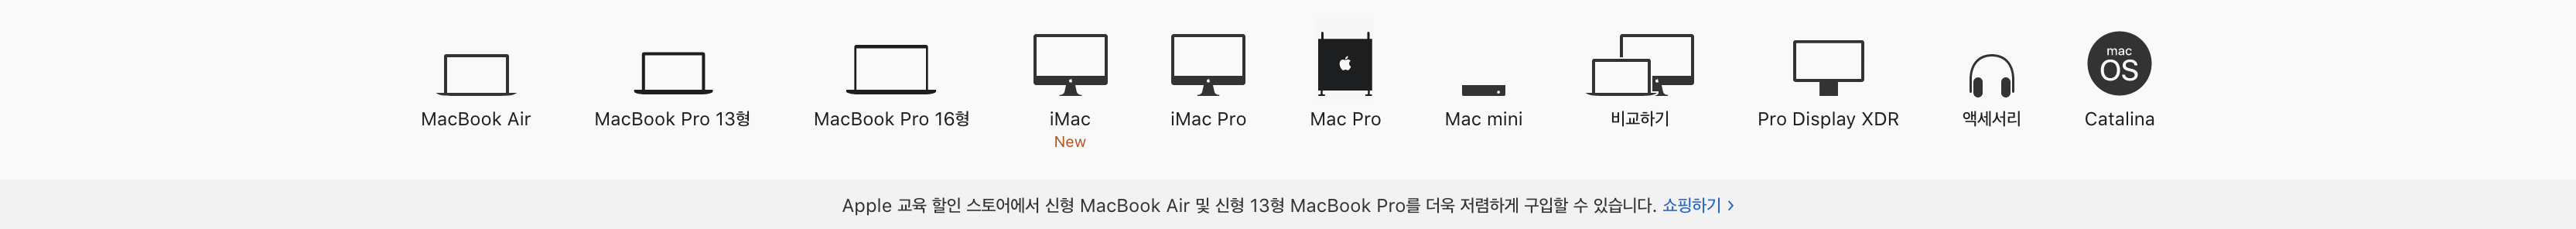 mac
OS
MacBook Air
MacBook Pro 13형
MacBook Pro 16형
iMac
New
iMac Pro
Mac Pro
Mac mini
비교하기
Pro Display XDR
액세서리
Catalina
Apple 교육 할인 스토어에서 신형 MacBook Air 및 신형 13형 MacBook Pro를 더욱 저렴하게 구입할 수 있습니다. 쇼핑하기 >